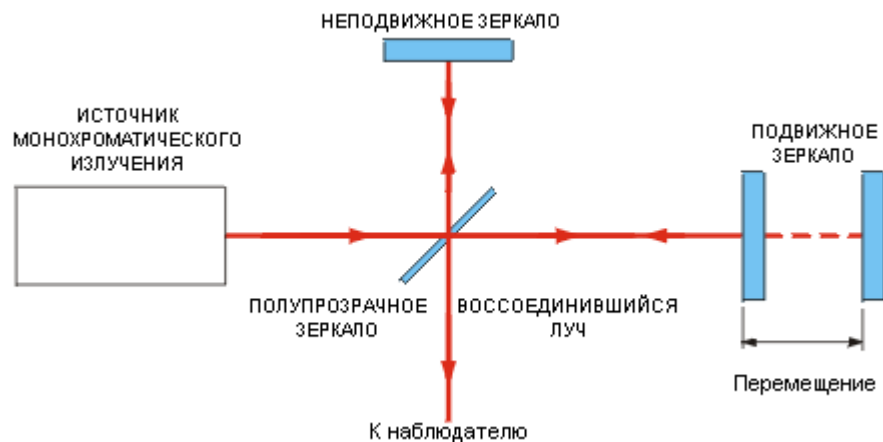 НЕПОДВИЖНОЕ ЗЕРКАЛО
ИСТОЧНИК
МОНОХРОМАТИЧЕСКОГО
ИЗЛУЧЕНИЯ
ПОДВИЖНОЕ
ЗЕРКАЛО
ПОЛУПРОЗРАЧНОЕ
ЗЕРКАЛО
ВОССОЕДИНИВШИЙСЯ
ЛУЧ
Перемещение
К наблюдателю